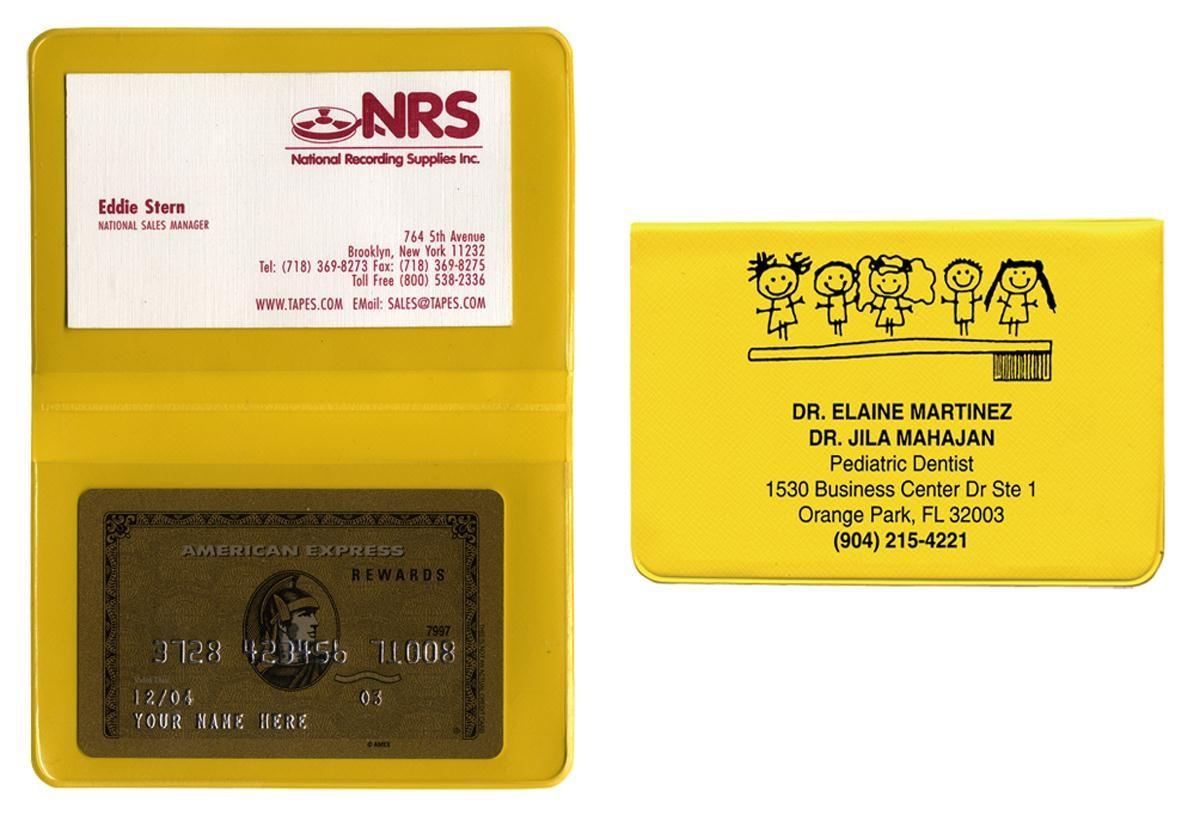 NRS
National Recording Supplies Inc.
Eddie Stern
NATIONAL SALES MANAGER
764 5th Avenue
Brooklyn, New York 11232
Tel: (718) 369-8273 Fax: (718) 369-8275
Toll Free (800) 538-2336
WWW.TAPES.COM EMail: SALES@TAPES.COM
AMERICAN EXPRESS
REWARDS
7997
3728 423456 71008
Valid Thru
12/04 03
YOUR NAME HERE
© AMEX
DR. ELAINE MARTINEZ
DR. JILA MAHAJAN
Pediatric Dentist
1530 Business Center Dr Ste 1
Orange Park, FL 32003
(904) 215-4221